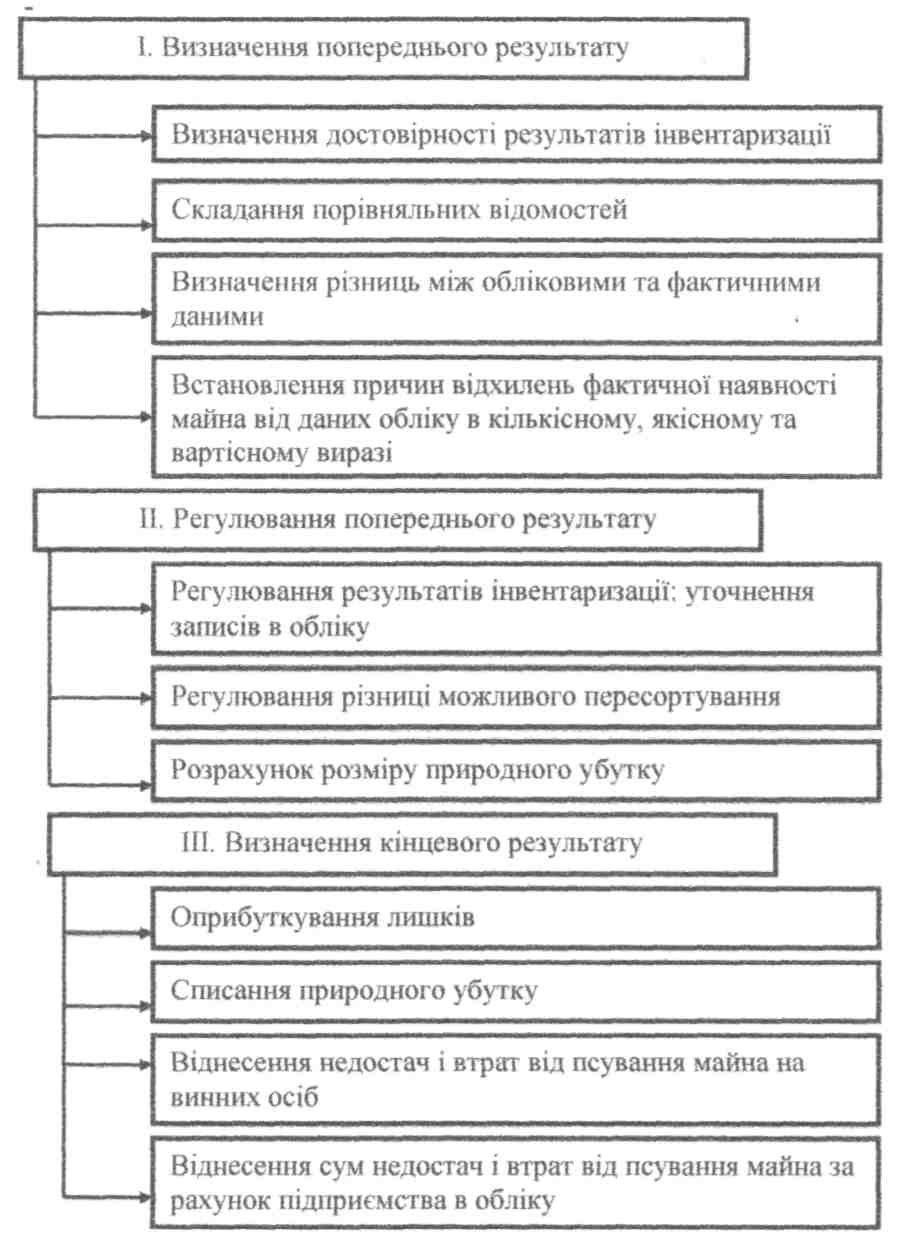 І. Визначення попереднього результату
Визначення достовірності результатів інвентаризації
Складання порівняльних відомостей
Визначення різниць між обліковими та фактичними
даними
Встановлення причин відхилень фактичної наявності
майна від даних обліку в кількісному, якісному та
вартісному виразі
ІІ. Регулювання попереднього результату
Регулювання результатів інвентаризації; уточнення
записів в обліку
Регулювання різниці можливого пересортування
Розрахунок розміру природного убутку
ІІІ. Визначення кінцевого результату
Оприбуткування лишків
Списання природного убутку
Віднесення недостач і втрат від псування майна на
винних осіб
Віднесення сум недостач і втрат від псування майна за
рахунок підприємства в обліку